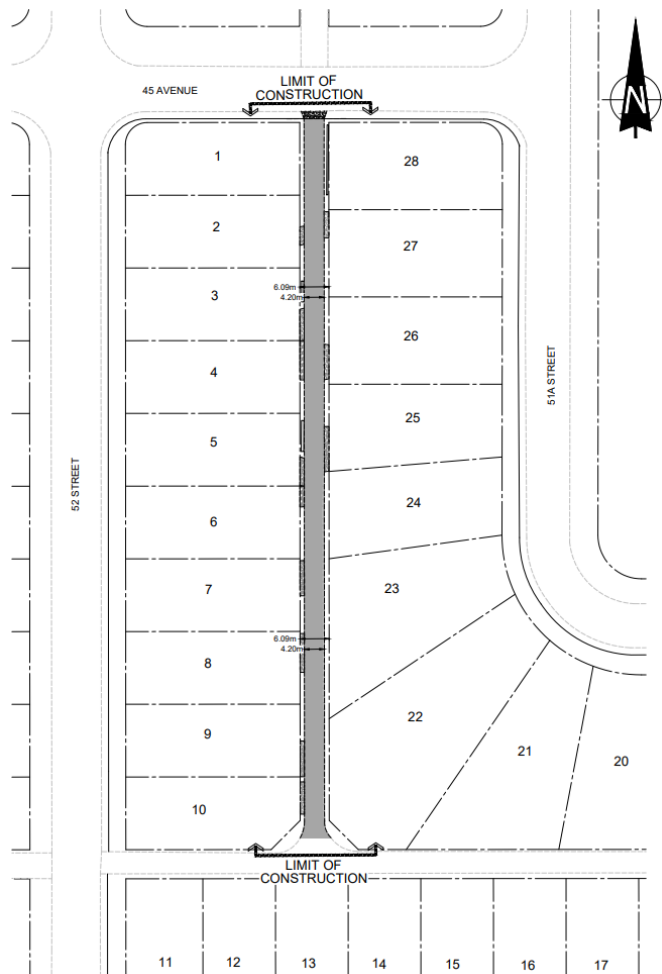 45 AVENUE
LIMIT OF
CONSTRUCTION
N
1
28
2
27
6.09m
3
4.20m
26
4
51A STREET
25
5
52 STREET
24
6
7
23
6.09m
8
4.20m
22
9
21
20
10
LIMIT OF
CONSTRUCTION
11
12
13
14
15
16
17